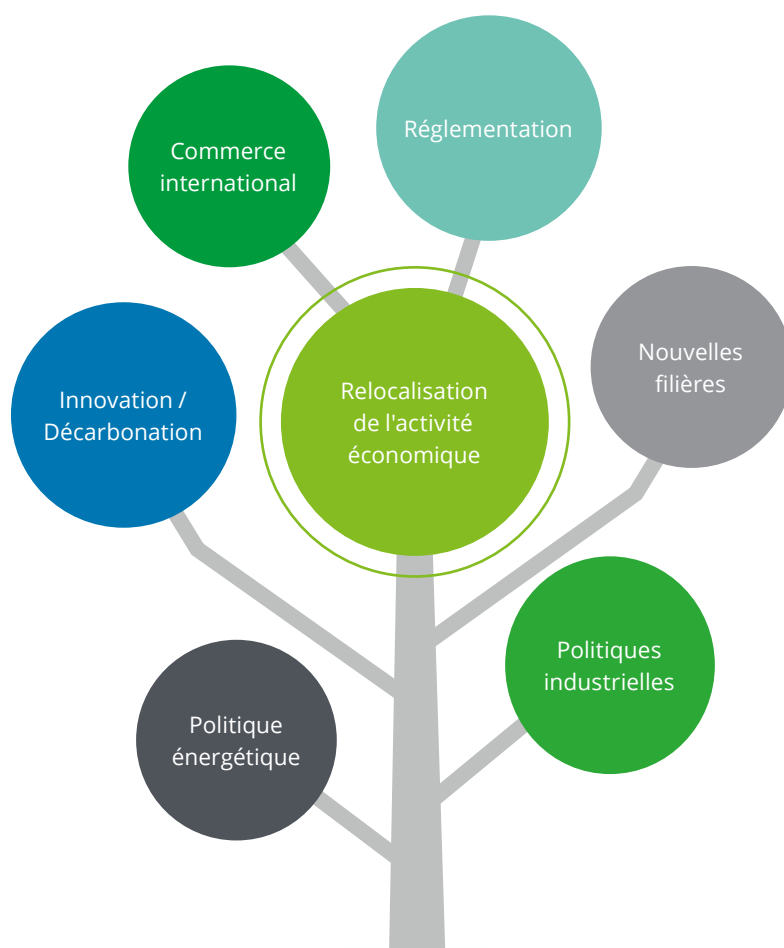 Commerce
international
Réglementation
Nouvelles
filières
Relocalisation
de l'activité
économique
Innovation /
Décarbonation
Politiques
industrielles
Politique
énergétique